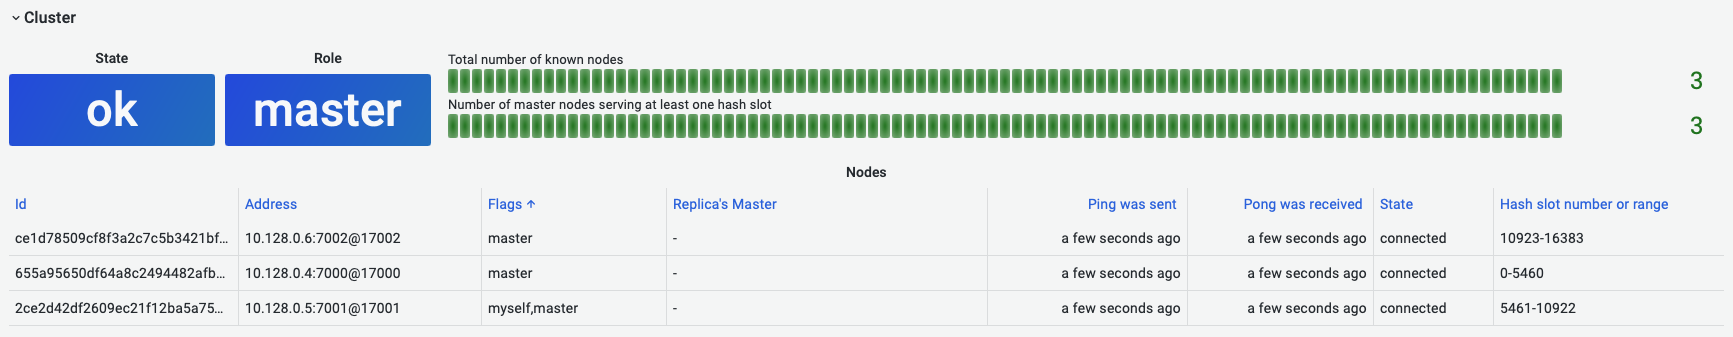 Cluster
State
Role
ok
master
Total number of known nodes
3
Number of master nodes serving at least one hash slot
3
Nodes
Id Address Flags ↑ Replica's Master Ping was sent Pong was received State Hash slot number or range
ce1d78509cf8f3a2c7c5b3421bf... 10.128.0.6:7002@17002 master - a few seconds ago a few seconds ago connected 10923-16383
655a95650df64a8c2494482afb... 10.128.0.4:7000@17000 master - a few seconds ago a few seconds ago connected 0-5460
2ce2d42df2609ec21f12ba5a75... 10.128.0.5:7001@17001 myself,master - a few seconds ago a few seconds ago connected 5461-10922